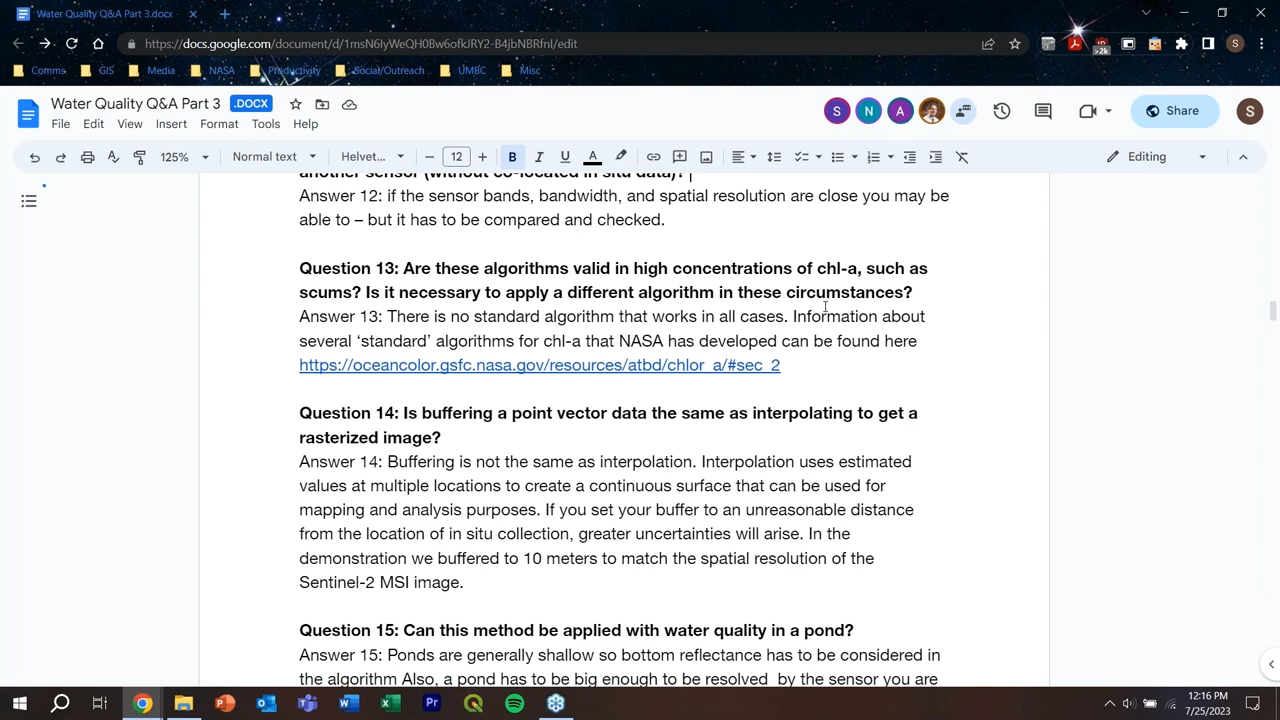 Water Quality Q&A Part 3.docx
https://docs.google.com/document/d/1msN6lyWeQH0Bw6ofkJRY2-B4jbNBRfnI/edit
>2k
S
Comms GIS Media NASA Productivity Social/Outreach UMBC Misc
Water Quality Q&A Part 3 .DOCX
S N A Share S
File Edit View Insert Format Tools Help
125% Normal text Helvet... 12 B I U A Editing
another sensor (without co-located in situ data)?
Answer 12: if the sensor bands, bandwidth, and spatial resolution are close you may be
able to – but it has to be compared and checked.
Question 13: Are these algorithms valid in high concentrations of chl-a, such as
scums? Is it necessary to apply a different algorithm in these circumstances?
Answer 13: There is no standard algorithm that works in all cases. Information about
several ‘standard’ algorithms for chl-a that NASA has developed can be found here
https://oceancolor.gsfc.nasa.gov/resources/atbd/chlor_a/#sec_2
Question 14: Is buffering a point vector data the same as interpolating to get a
rasterized image?
Answer 14: Buffering is not the same as interpolation. Interpolation uses estimated
values at multiple locations to create a continuous surface that can be used for
mapping and analysis purposes. If you set your buffer to an unreasonable distance
from the location of in situ collection, greater uncertainties will arise. In the
demonstration we buffered to 10 meters to match the spatial resolution of the
Sentinel-2 MSI image.
Question 15: Can this method be applied with water quality in a pond?
Answer 15: Ponds are generally shallow so bottom reflectance has to be considered in
the algorithm Also, a pond has to be big enough to be resolved  by the sensor you are
12:16 PM
7/25/2023